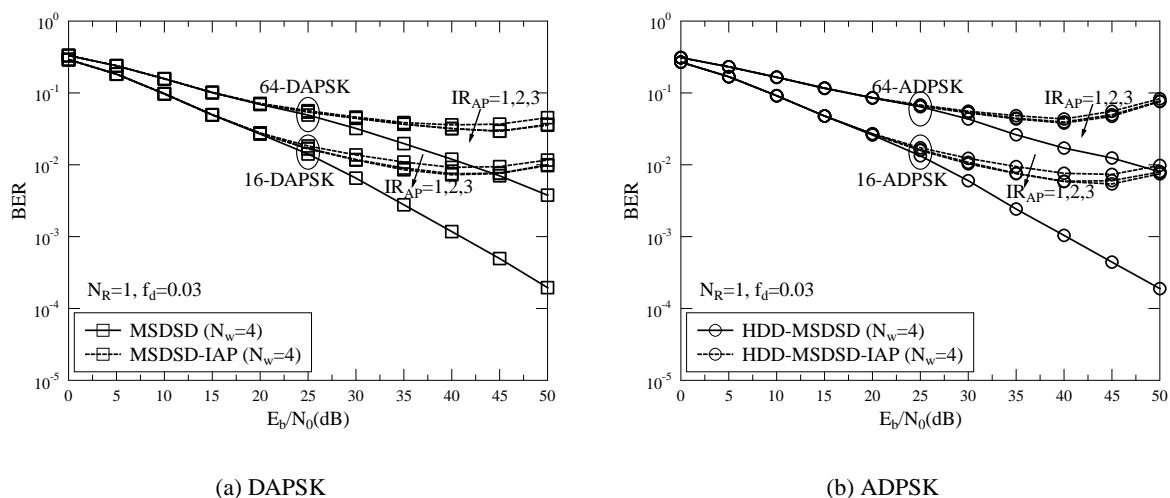 10^0
10^-1
10^-2
10^-3
10^-4
10^-5
BER
64-DAPSK
IR_AP=1,2,3
16-DAPSK
IR_AP=1,2,3
N_R=1, f_d=0.03
MSDSD (N_w=4)
MSDSD-IAP (N_w=4)
0 5 10 15 20 25 30 35 40 45 50
E_b/N_0(dB)
(a) DAPSK
10^0
10^-1
10^-2
10^-3
10^-4
10^-5
BER
64-ADPSK
IR_AP=1,2,3
16-ADPSK
IR_AP=1,2,3
N_R=1, f_d=0.03
HDD-MSDSD (N_w=4)
HDD-MSDSD-IAP (N_w=4)
0 5 10 15 20 25 30 35 40 45 50
E_b/N_0(dB)
(b) ADPSK